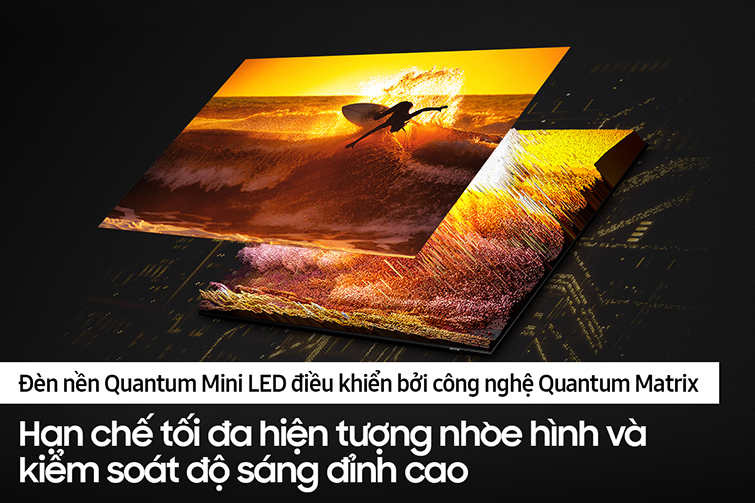 Đèn nền Quantum Mini LED điều khiển bởi công nghệ Quantum Matrix
Hạn chế tối đa hiện tượng nhòe hình và
kiểm soát độ sáng đỉnh cao